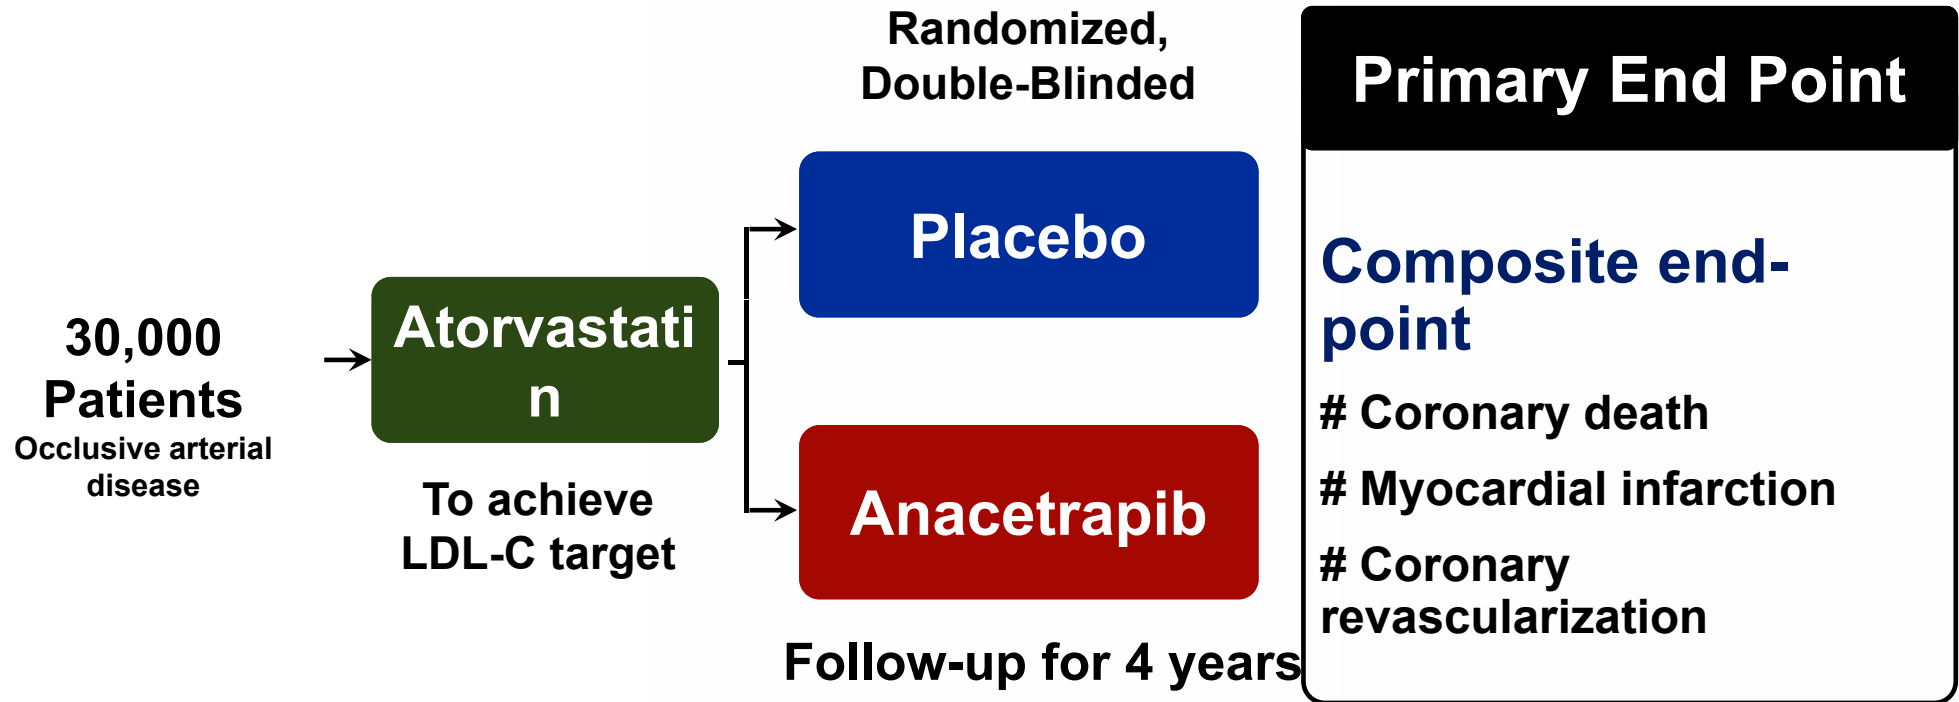 30,000
Patients
Occlusive arterial
disease
Atorvastati
n
To achieve
LDL-C target
Randomized,
Double-Blinded
Placebo
Anacetrapib
Follow-up for 4 years
Primary End Point
Composite end-
point
# Coronary death
# Myocardial infarction
# Coronary
revascularization